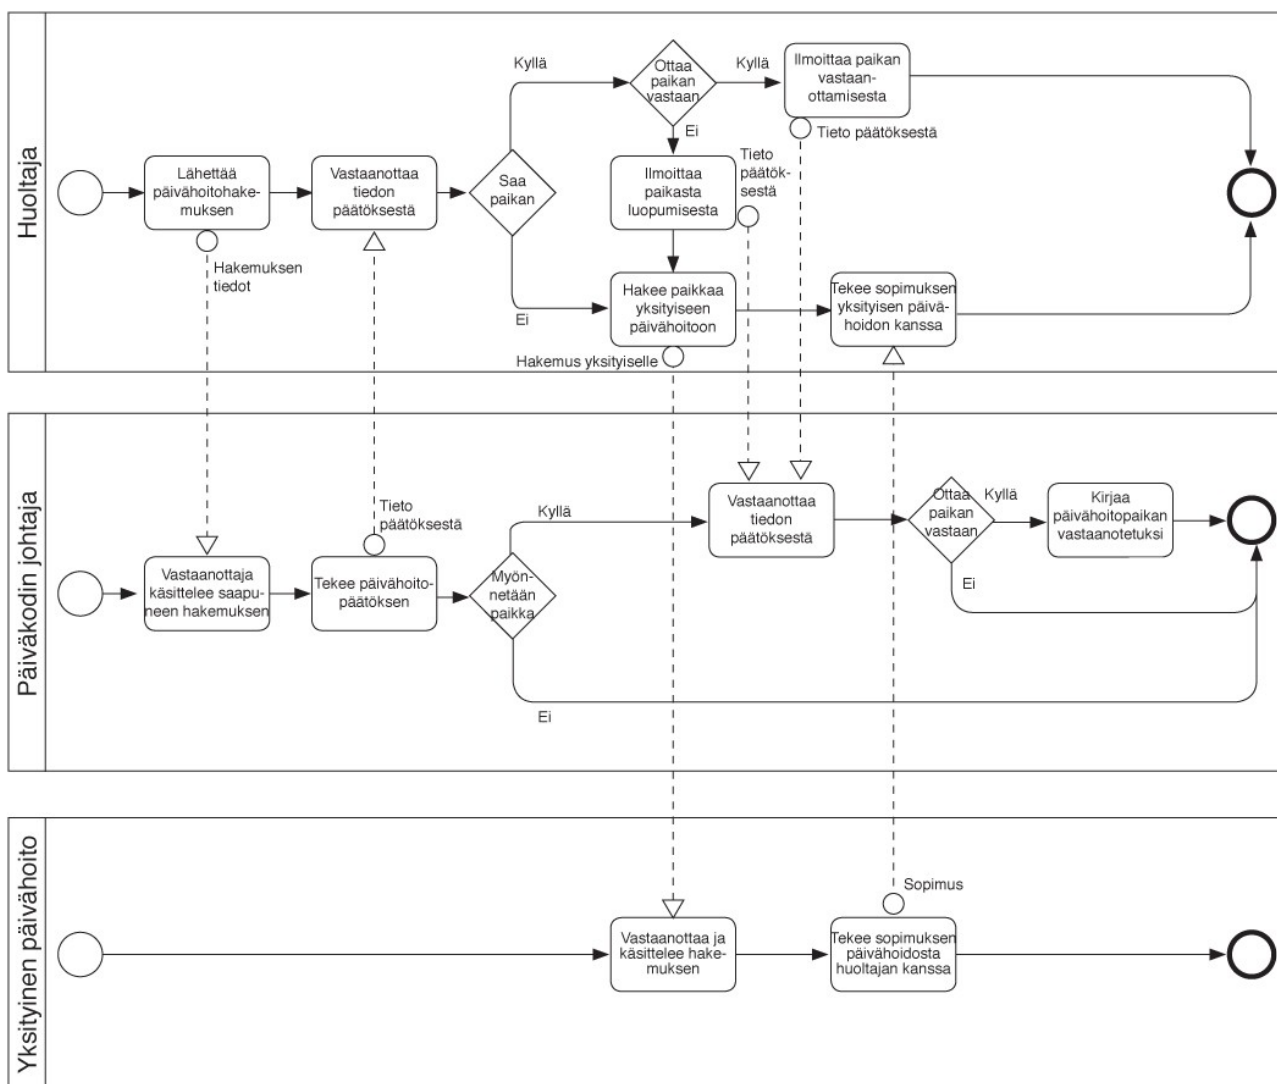 Huoltaja
Lähettää
päivähoitohake-
muksen
Hakemuksen
tiedot
Vastaanottaa
tiedon
päätöksestä
Saa
paikan
Kyllä
Ei
Ottaa
paikan
vastaan
Kyllä
Ei
Ilmoittaa paikan
vastaan-
ottamisesta
Tieto päätöksestä
Ilmoittaa
paikasta
luopumisesta
Tieto
päätök-
sestä
Hakee paikkaa
yksityiseen
päivähoitoon
Hakemus yksityiselle
Tekee sopimuksen
yksityisen päivä-
hoidon kanssa
Päiväkodin johtaja
Vastaanottaja
käsittelee saapu-
neen hakemuksen
Tieto
päätöksestä
Tekee päivähoito-
päätöksen
Myön-
netään
paikka
Kyllä
Ei
Vastaanottaa
tiedon
päätöksestä
Ottaa
paikan
vastaan
Kyllä
Ei
Kirjaa
päivähoitopaikan
vastaanotetuksi
Yksityinen päivähoito
Vastaanottaa ja
käsittelee hake-
muksen
Sopimus
Tekee sopimuksen
päivähoidosta
huoltajan kanssa